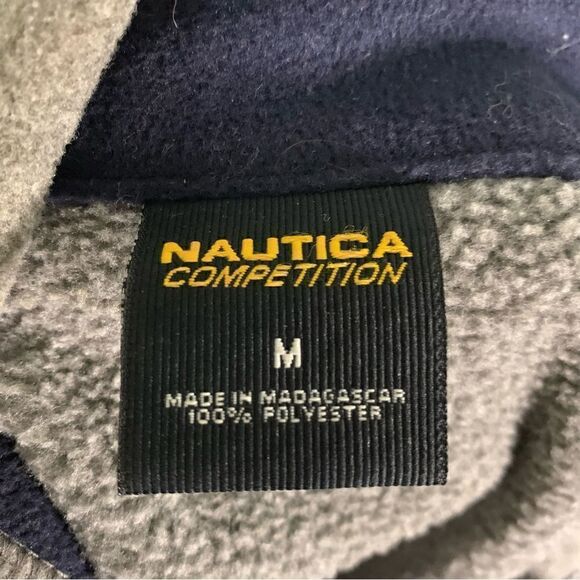 NAUTICA
COMPETITION
M
MADE IN MADAGASCAR
100% POLYESTER